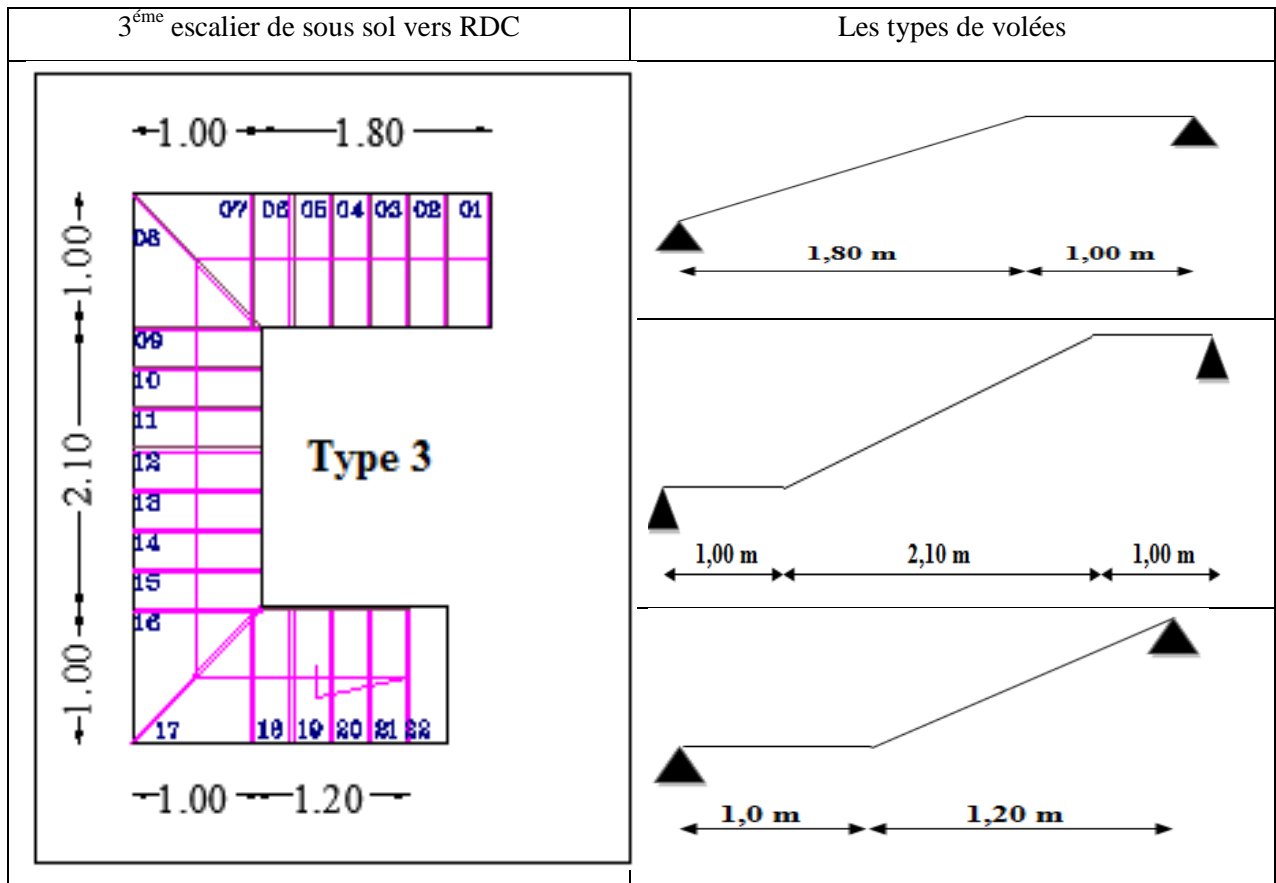 3éme escalier de sous sol vers RDC
Les types de volées
1.00 1.80
07 06 05 04 03 02 01
08
1.00
09
10
11
12
13
14
15
16
2.10
Type 3
1.00
17 18 19 20 21 22
1.00 1.20
1,80 m 1,00 m
1,00 m 2,10 m 1,00 m
1,0 m 1,20 m